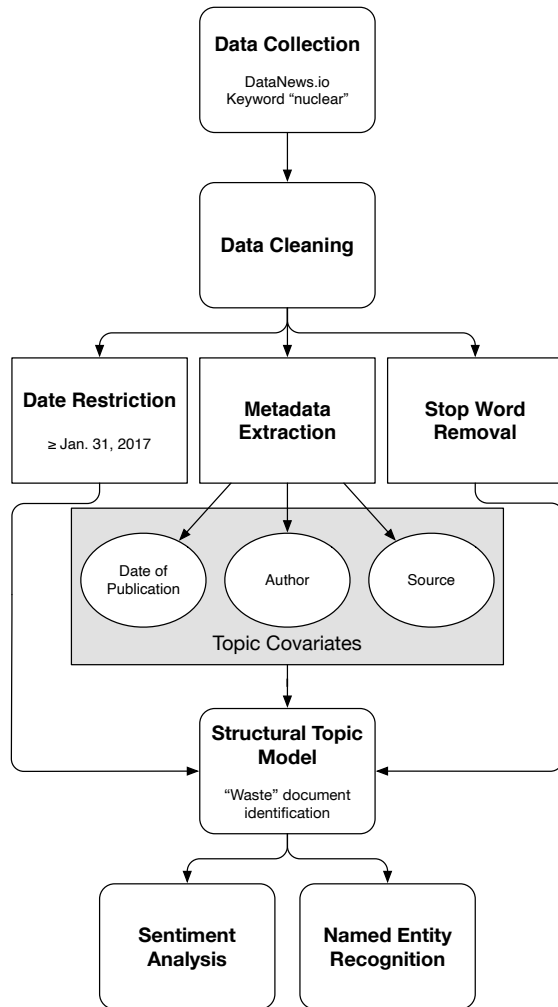 Data Collection
DataNews.io
Keyword “nuclear”
Data Cleaning
Date Restriction
≥ Jan. 31, 2017
Metadata
Extraction
Stop Word
Removal
Date of
Publication
Author
Source
Topic Covariates
Structural Topic
Model
“Waste” document
identification
Sentiment
Analysis
Named Entity
Recognition